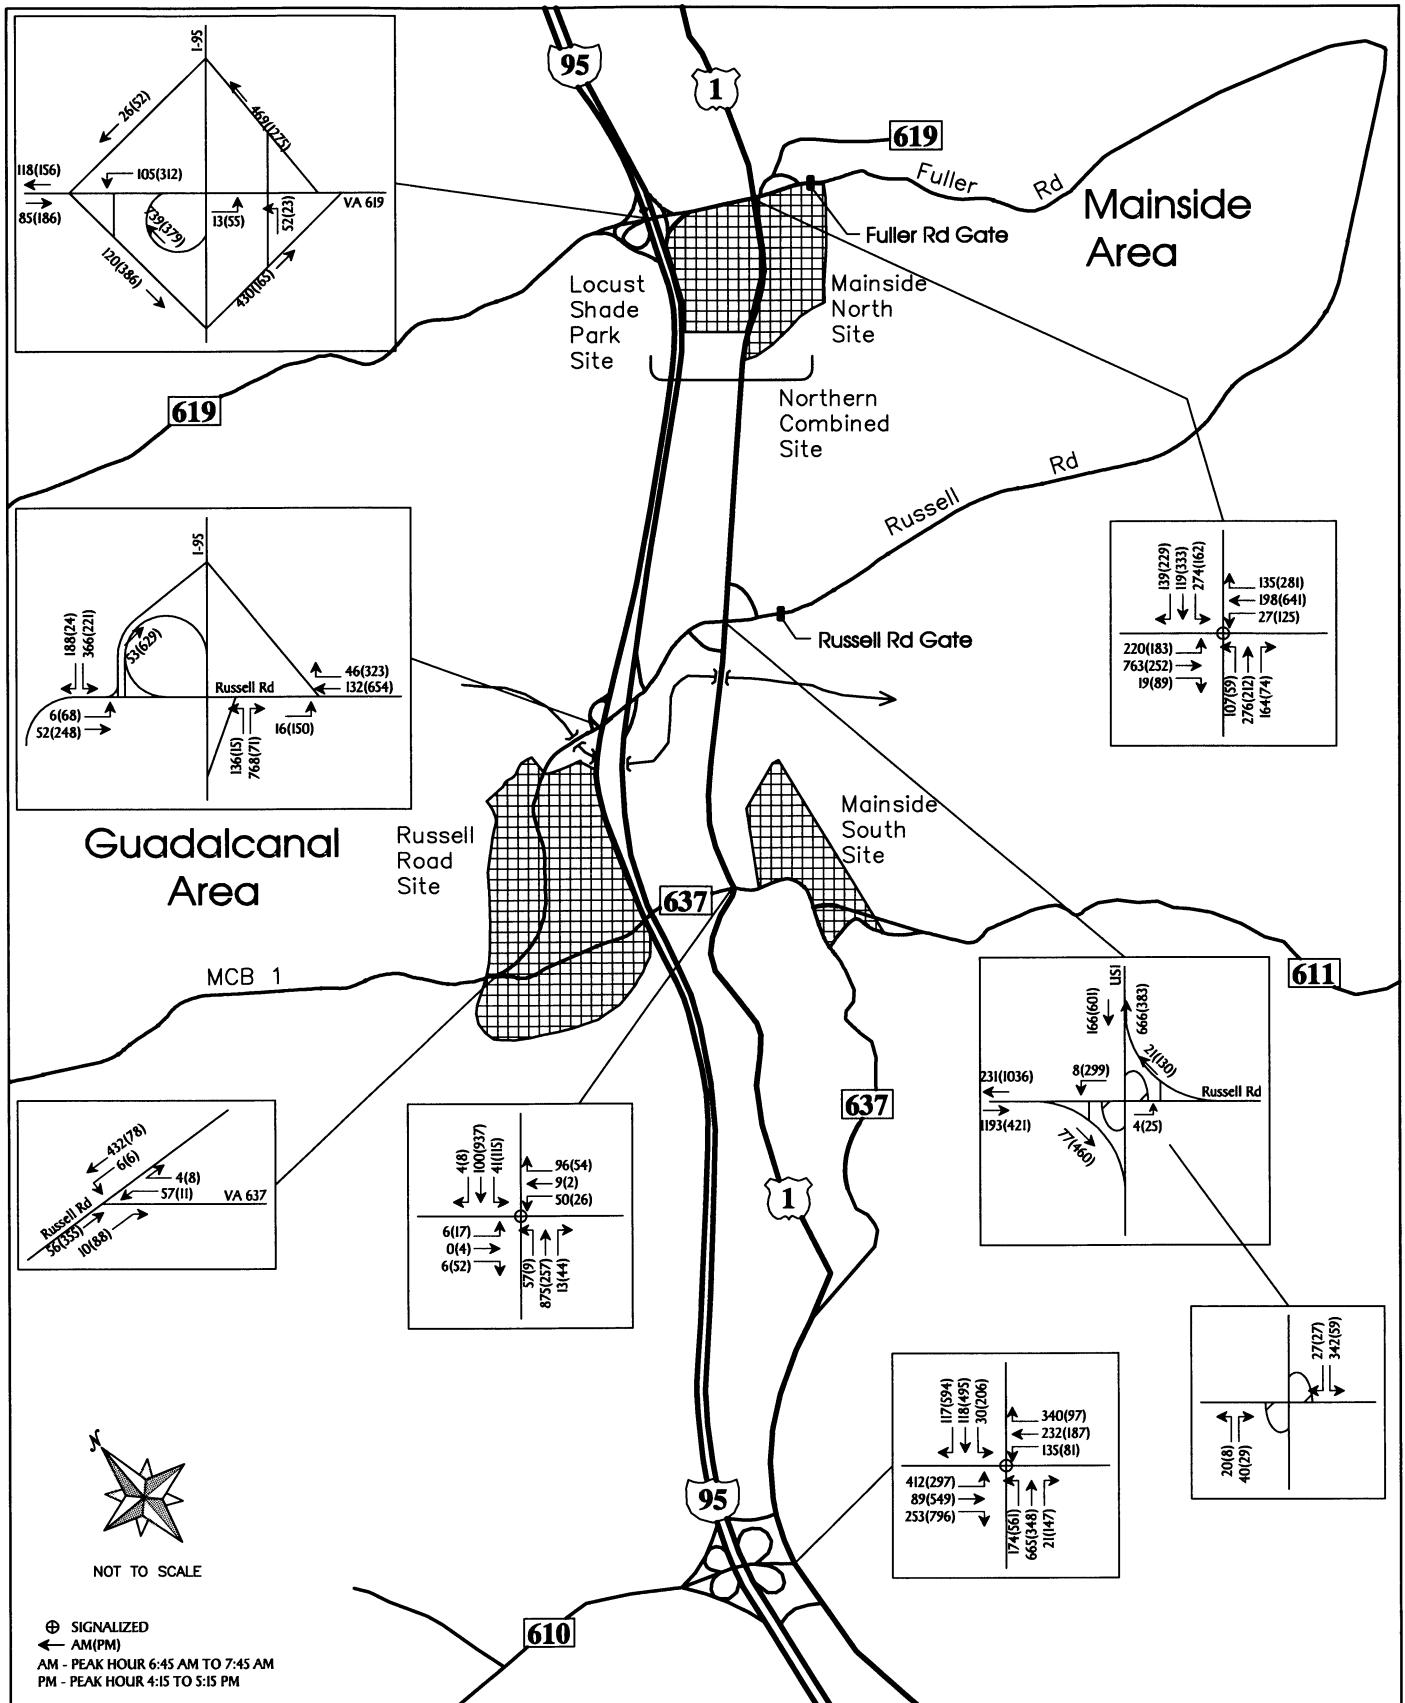 95
1
619
Fuller
Rd
Mainside
Area
Fuller Rd Gate
I-95
26(52)
469(1275)
118(156)
105(312)
85(186)
739(379)
13(55)
52(23)
VA 619
120(386)
430(165)
Locust
Shade
Park
Site
Mainside
North
Site
Northern
Combined
Site
619
Russell
Rd
139(229)
119(333)
274(162)
135(281)
198(641)
27(125)
220(183)
763(252)
19(89)
107(59)
276(212)
164(74)
Russell Rd Gate
I-95
188(24)
366(221)
53(629)
Russell Rd
46(323)
132(654)
6(68)
52(248)
136(15)
768(71)
16(150)
Guadalcanal
Area
Russell
Road
Site
Mainside
South
Site
637
MCB 1
611
US1
166(601)
666(383)
21(130)
8(299)
231(1036)
Russell Rd
1193(421)
4(25)
77(460)
637
432(78)
6(6)
4(8)
57(11)
VA 637
Russell Rd
56(355)
10(88)
4(8)
100(937)
41(115)
96(54)
9(2)
50(26)
6(17)
0(4)
6(52)
57(9)
875(257)
13(44)
1
27(27)
342(59)
20(8)
40(29)
117(594)
118(495)
30(206)
340(97)
232(187)
135(81)
412(297)
89(549)
253(796)
174(561)
665(348)
21(147)
N
NOT TO SCALE
95
610
SIGNALIZED
AM(PM)
AM - PEAK HOUR 6:45 AM TO 7:45 AM
PM - PEAK HOUR 4:15 TO 5:15 PM